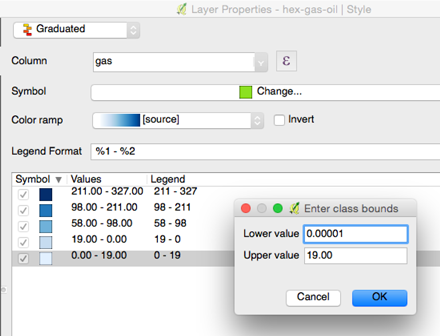 Layer Properties - hex-gas-oil | Style
Graduated
Column gas ε
Symbol Change...
Color ramp [source] Invert
Legend Format %1 - %2
Symbol Values Legend
211.00 - 327.00 211 - 327
98.00 - 211.00 98 - 211
58.00 - 98.00 58 - 98
19.00 - 0.00 19 - 0
0.00 - 19.00 0 - 19
Enter class bounds
Lower value 0.00001
Upper value 19.00
Cancel OK